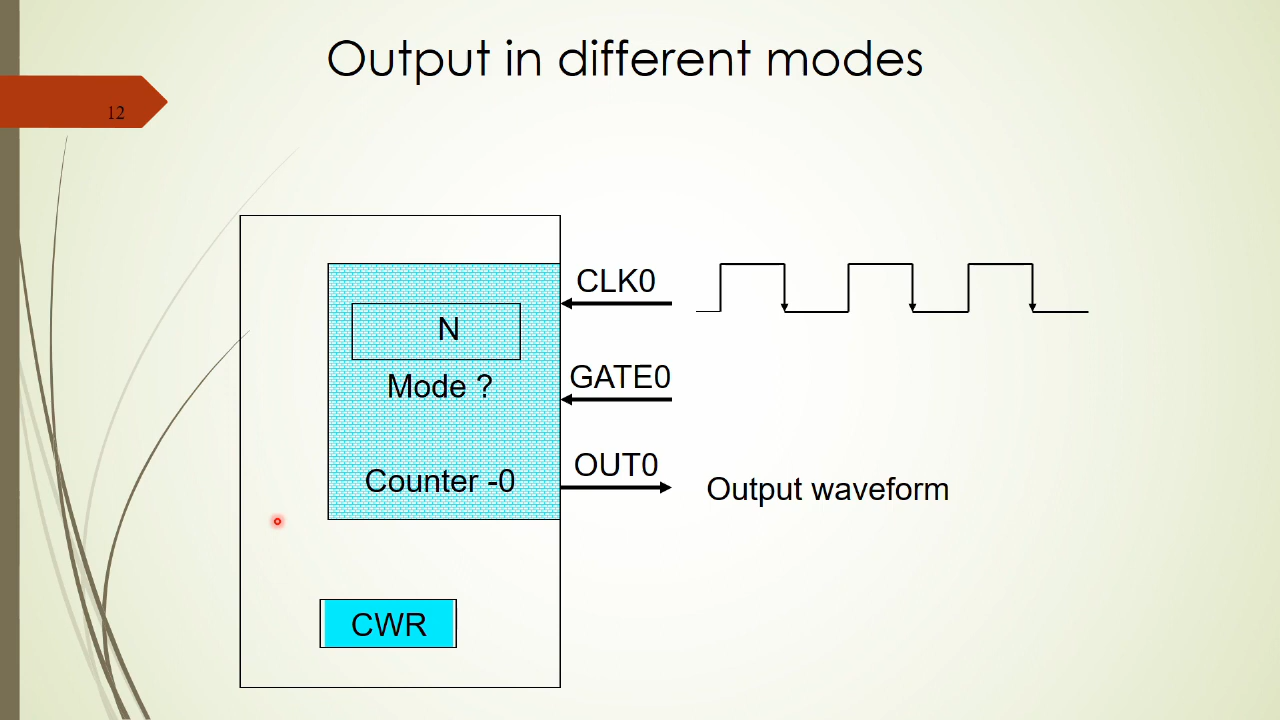 Output in different modes
12
CLK0
N
Mode ?
GATE0
OUT0
Counter -0
Output waveform
CWR